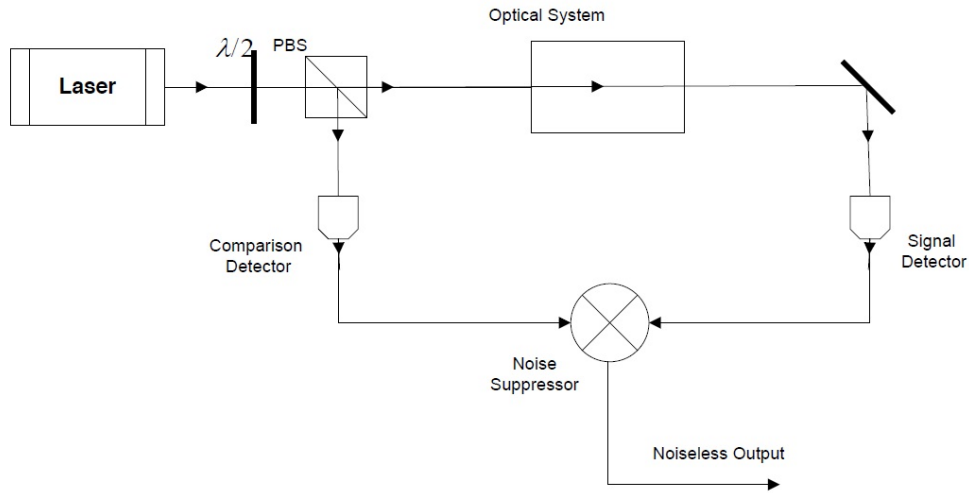 Optical System
λ/2
PBS
Laser
Comparison
Detector
Signal
Detector
Noise
Suppressor
Noiseless Output